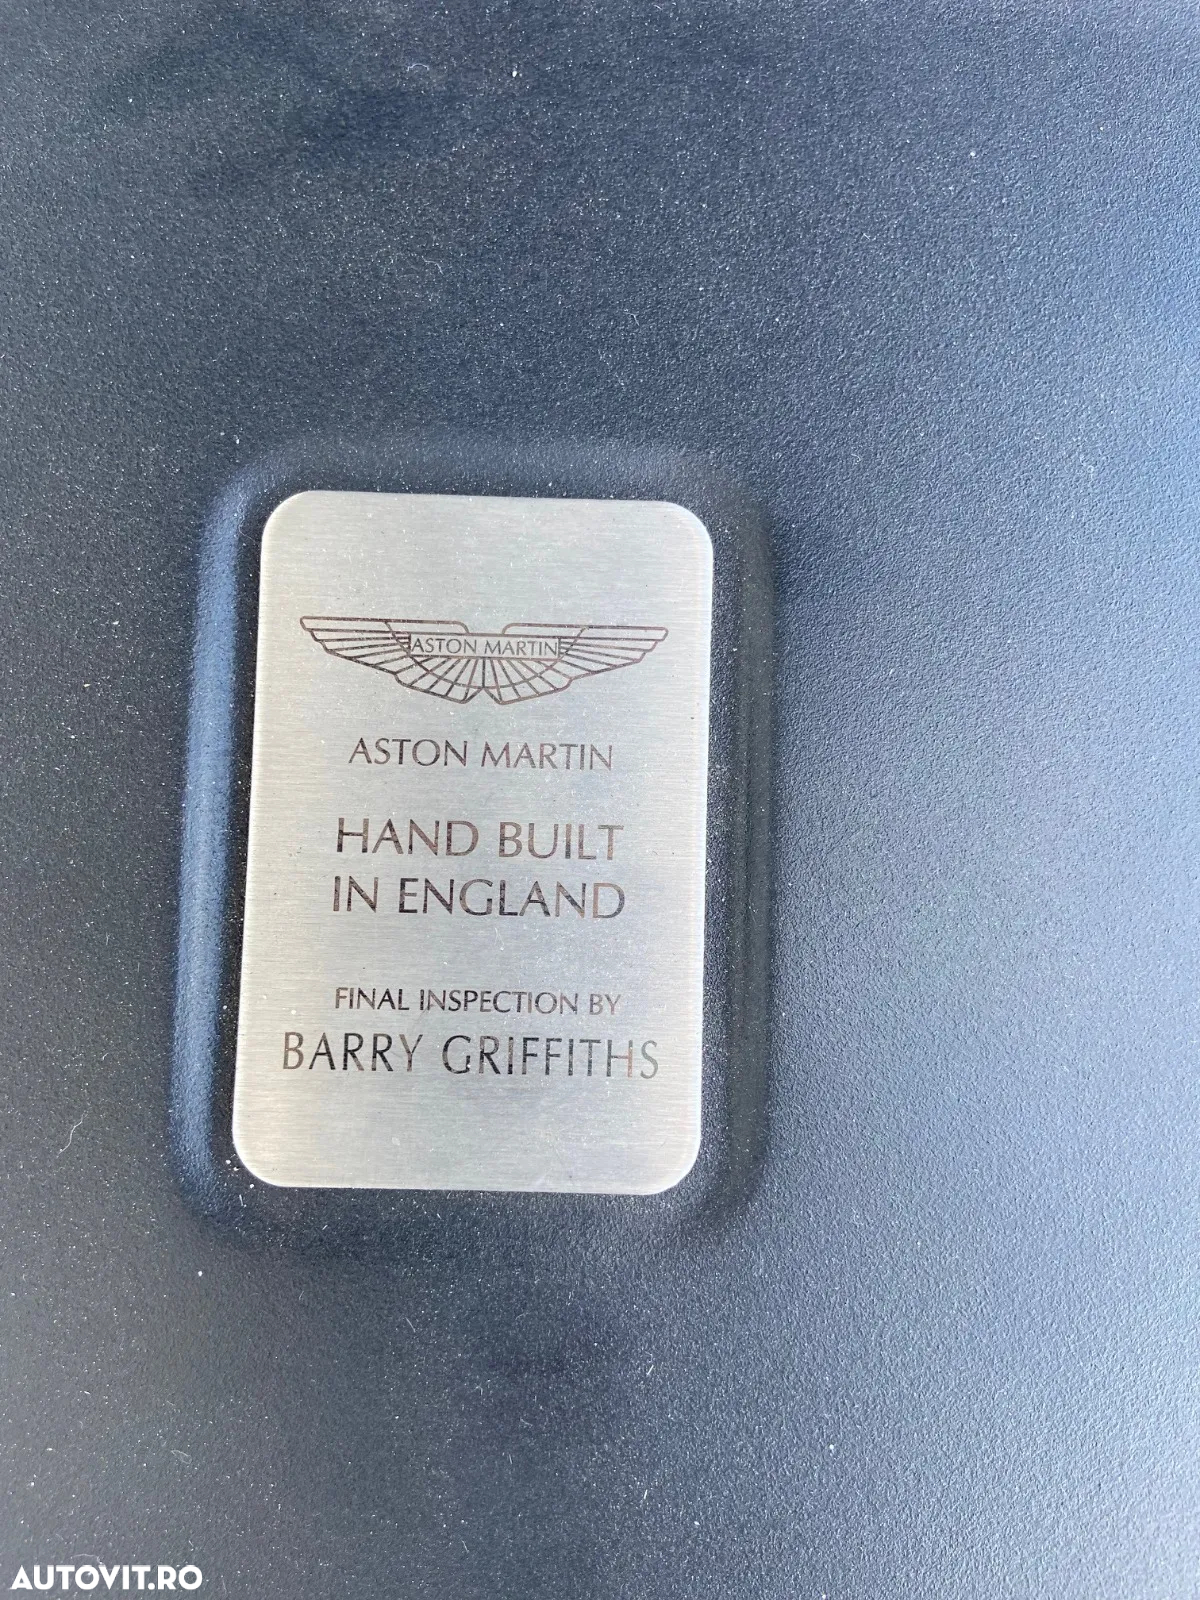 ASTON MARTIN
ASTON MARTIN
HAND BUILT
IN ENGLAND
FINAL INSPECTION BY
BARRY GRIFFITHS
AUTOVIT.RO